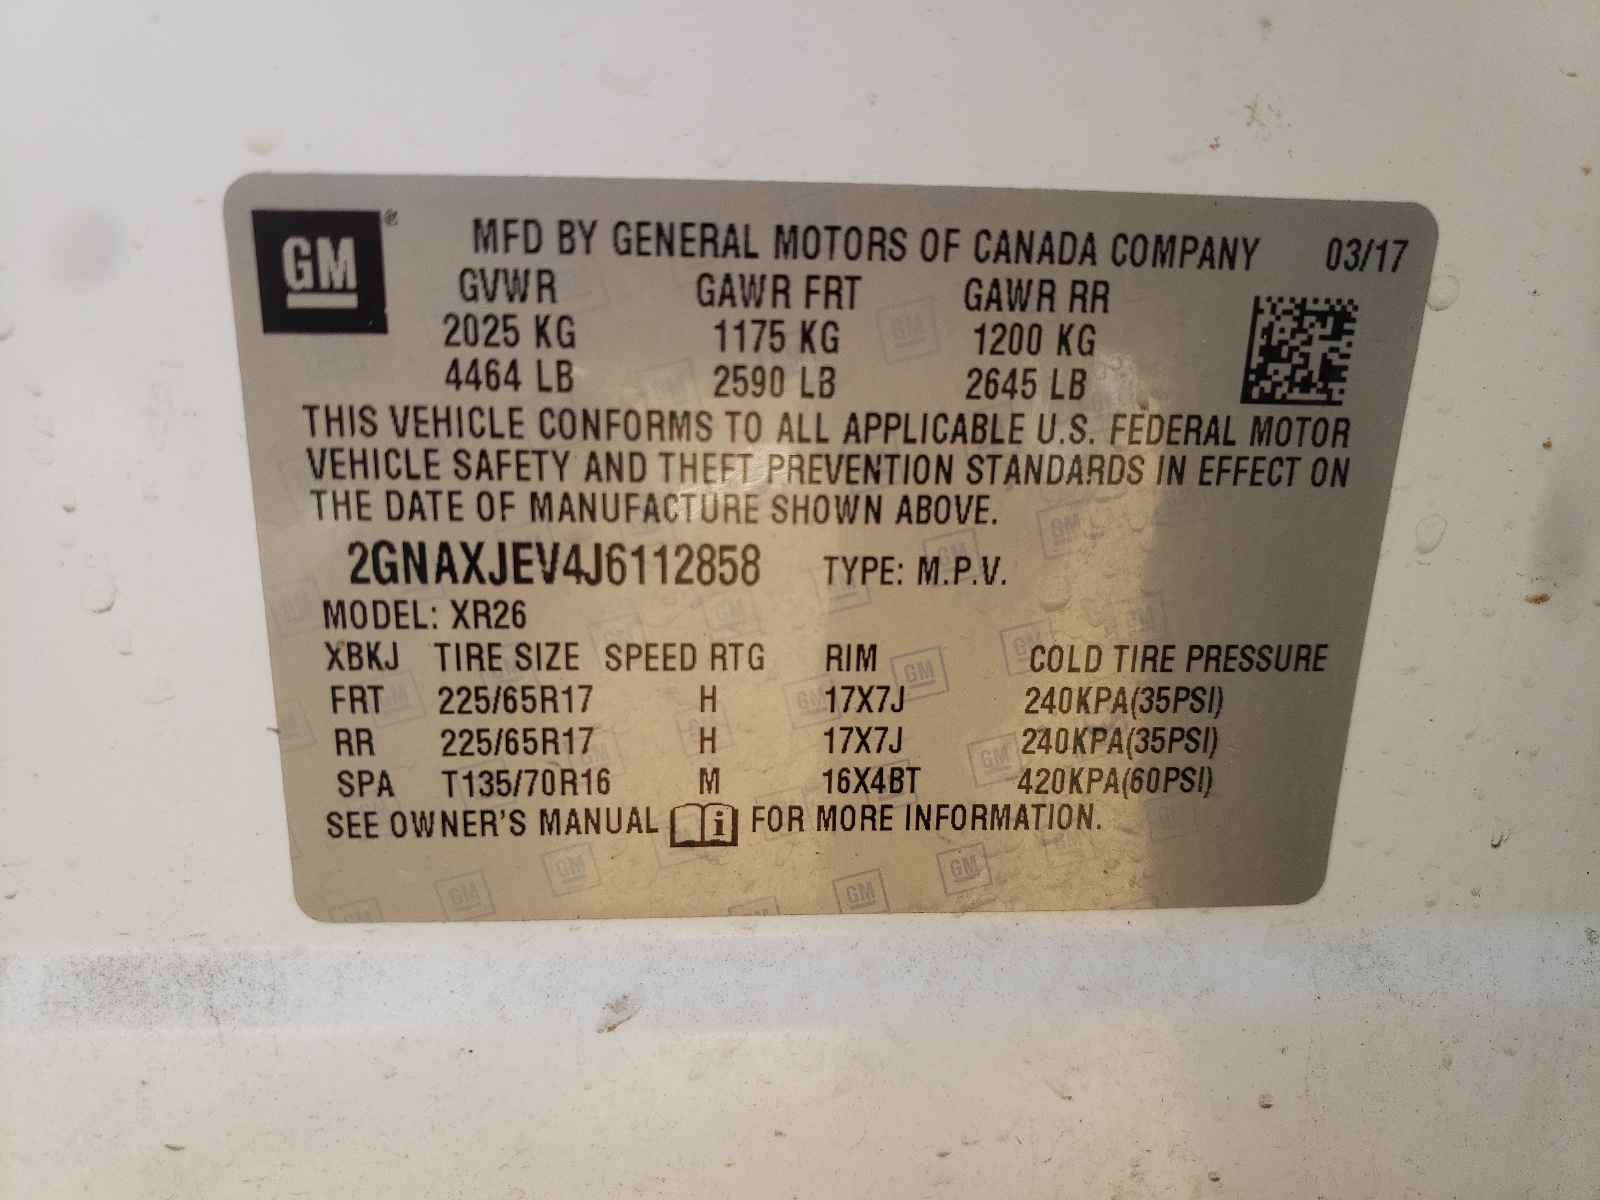 GM ® MFD BY GENERAL MOTORS OF CANADA COMPANY 03/17
GVWR GAWR FRT GAWR RR
2025 KG 1175 KG 1200 KG
4464 LB 2590 LB 2645 LB
THIS VEHICLE CONFORMS TO ALL APPLICABLE U.S. FEDERAL MOTOR
VEHICLE SAFETY AND THEFT PREVENTION STANDARDS IN EFFECT ON
THE DATE OF MANUFACTURE SHOWN ABOVE.
2GNAXJEV4J6112858 TYPE: M.P.V.
MODEL: XR26
XBKJ TIRE SIZE SPEED RTG RIM COLD TIRE PRESSURE
FRT 225/65R17 H 17X7J 240KPA(35PSI)
RR 225/65R17 H 17X7J 240KPA(35PSI)
SPA T135/70R16 M 16X4BT 420KPA(60PSI)
SEE OWNER'S MANUAL i FOR MORE INFORMATION.